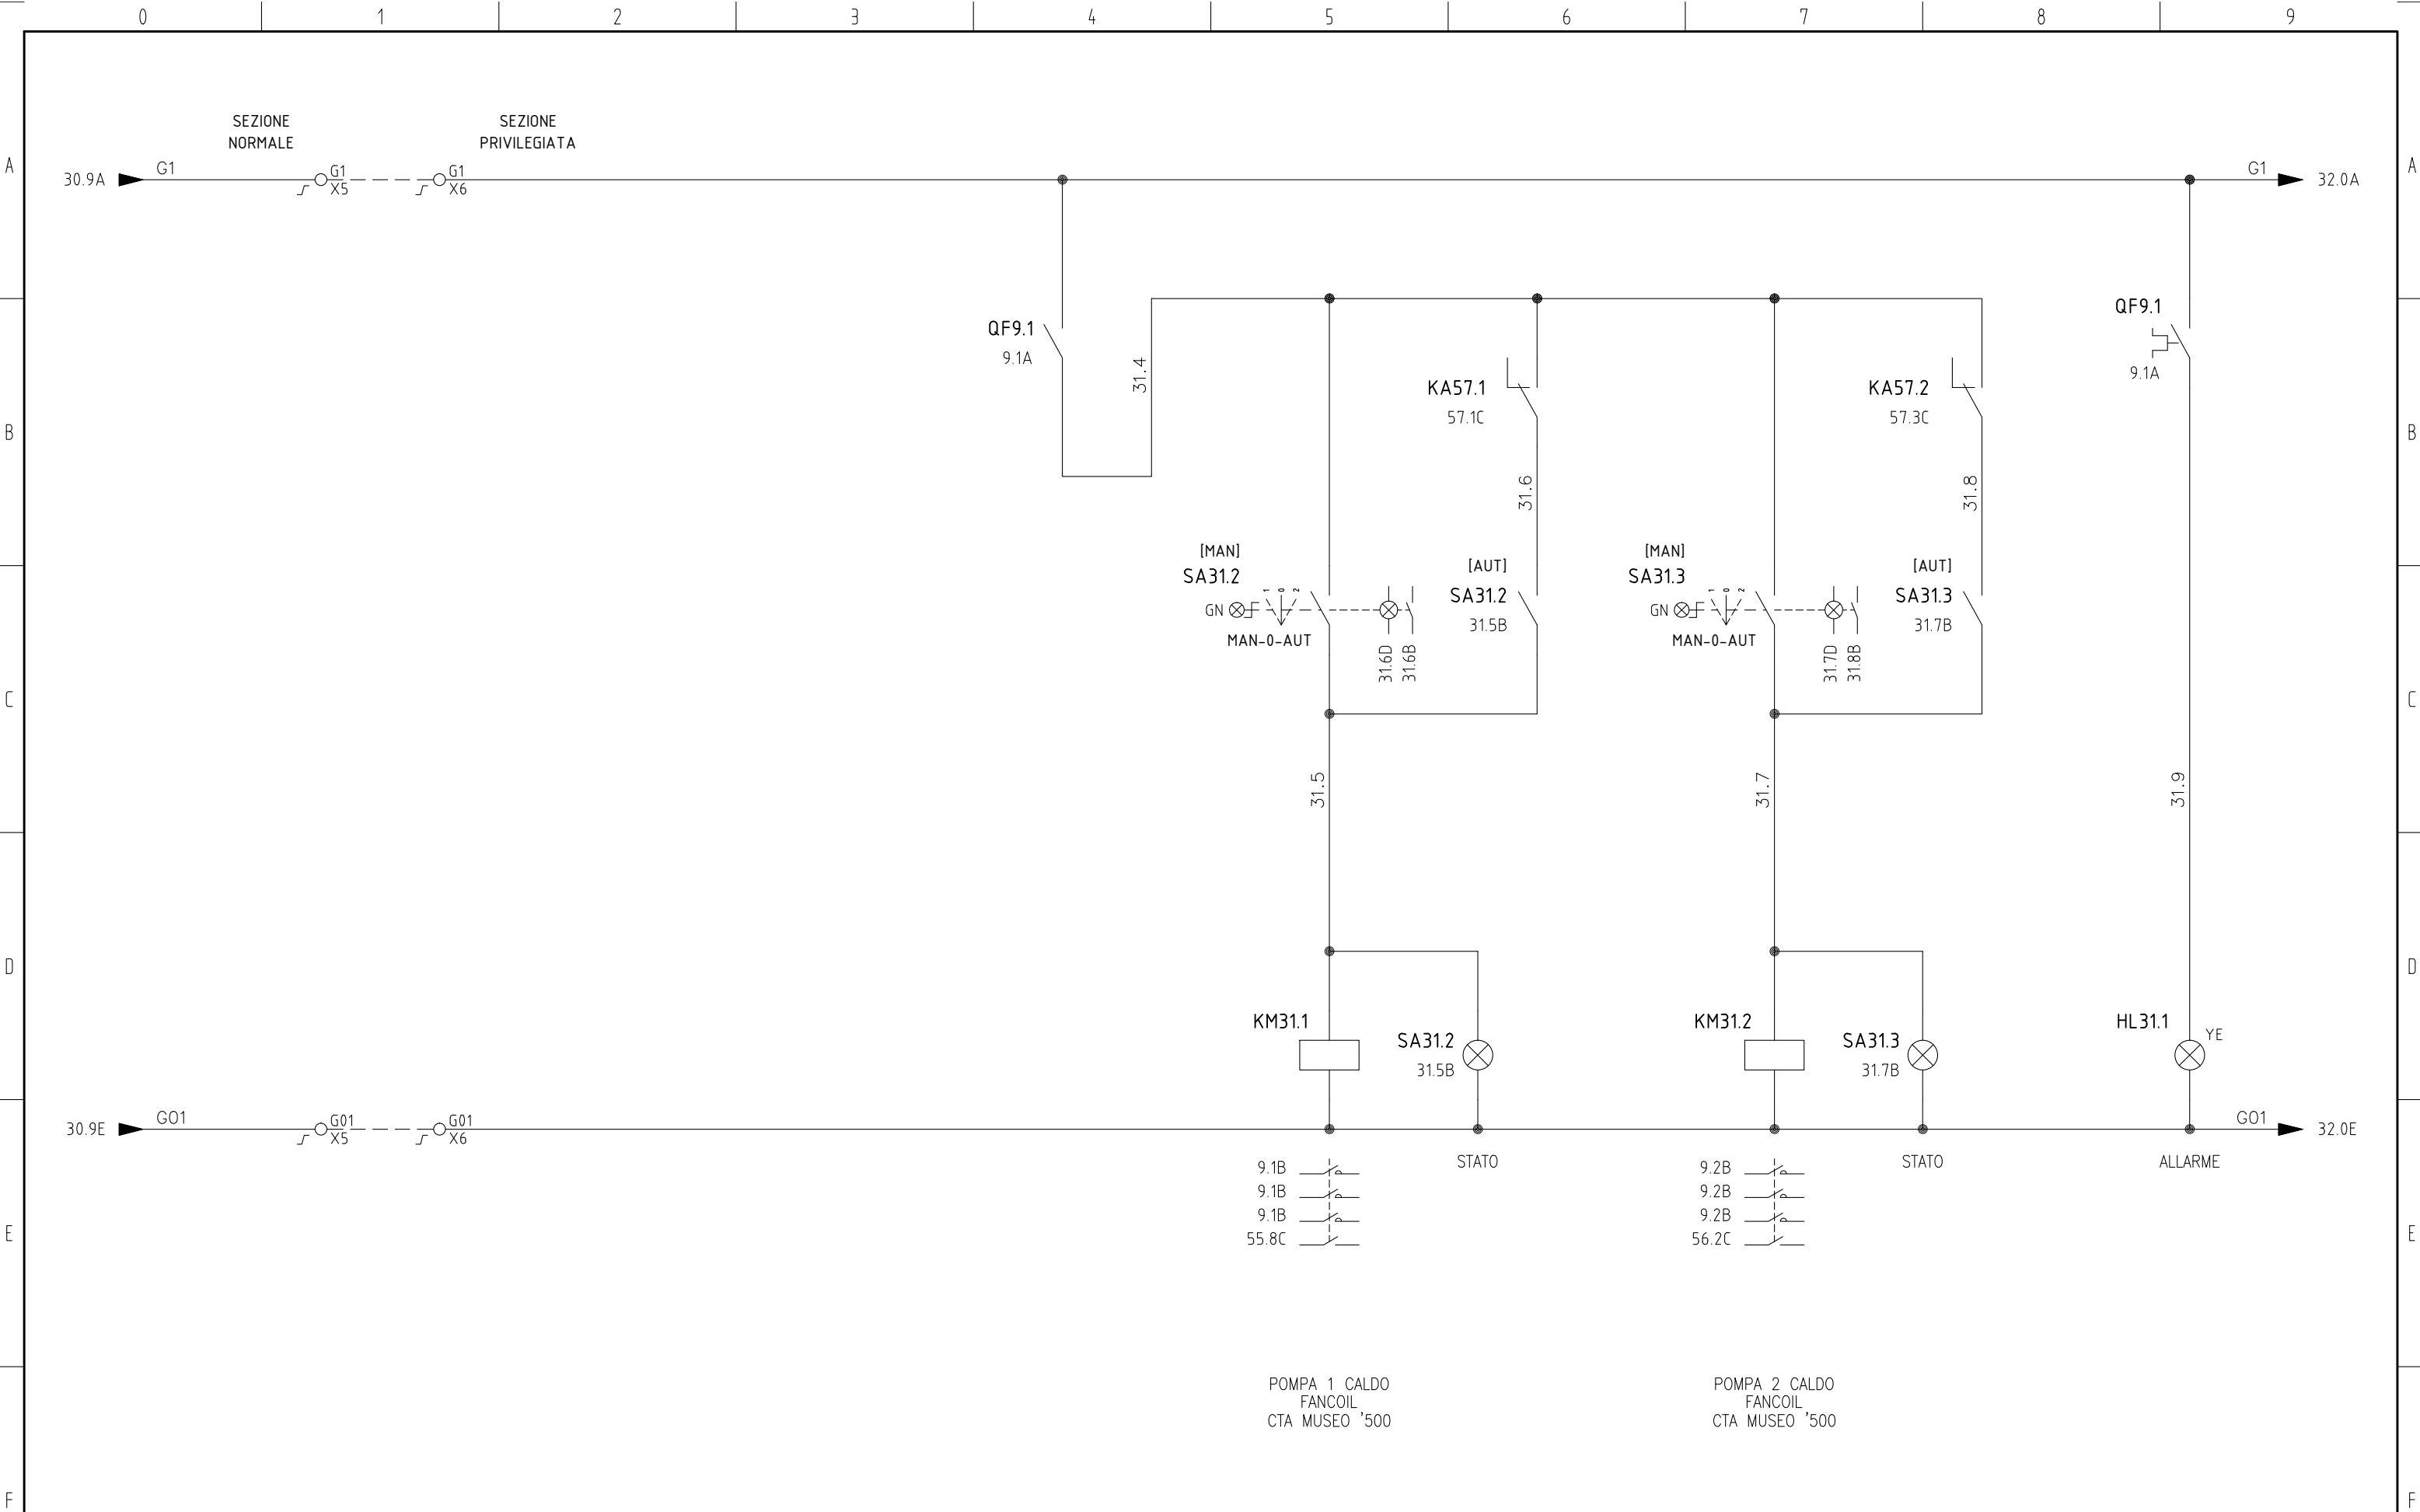 0 1 2 3 4 5 6 7 8 9
SEZIONE
NORMALE
SEZIONE
PRIVILEGIATA
A
30.9A
G1
G1
X5
G1
X6
G1
32.0A
A
QF9.1
9.1A
31.4
KA57.1
57.1C
KA57.2
57.3C
QF9.1
9.1A
B
31.6
31.8
B
[MAN]
SA31.2
GN
1 0 2
MAN-0-AUT
31.6D
31.6B
[AUT]
SA31.2
31.5B
[MAN]
SA31.3
GN
1 0 2
MAN-0-AUT
31.7D
31.8B
[AUT]
SA31.3
31.7B
C
C
31.5
31.7
31.9
D
D
KM31.1
SA31.2
31.5B
KM31.2
SA31.3
31.7B
HL31.1
YE
30.9E
G01
G01
X5
G01
X6
G01
32.0E
STATO
STATO
ALLARME
9.1B
9.1B
9.1B
55.8C
9.2B
9.2B
9.2B
56.2C
E
E
POMPA 1 CALDO
FANCOIL
CTA MUSEO '500
POMPA 2 CALDO
FANCOIL
CTA MUSEO '500
F
F